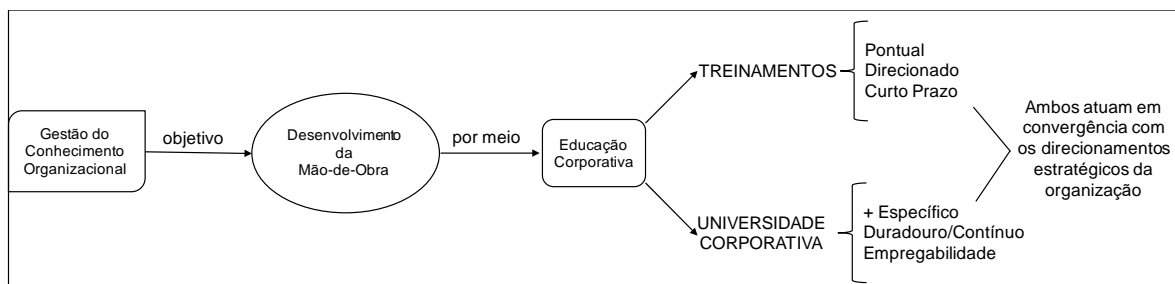 Gestão do
Conhecimento
Organizacional
objetivo
Desenvolvimento
da
Mão-de-Obra
por meio
Educação
Corporativa
TREINAMENTOS
Pontual
Direcionado
Curto Prazo
UNIVERSIDADE
CORPORATIVA
+ Específico
Duradouro/Contínuo
Empregabilidade
Ambos atuam em
convergência com
os direcionamentos
estratégicos da
organização